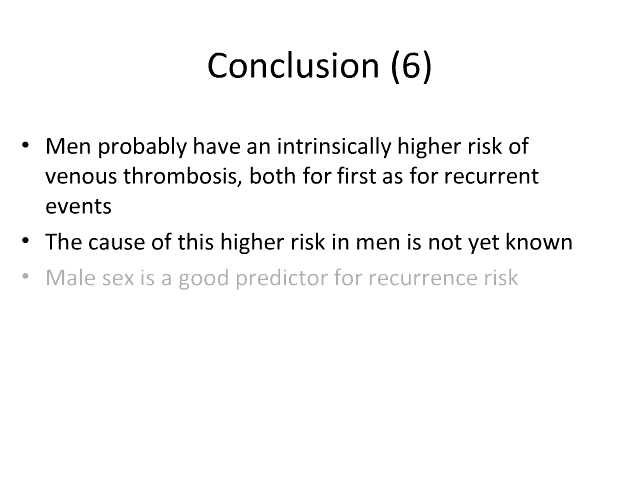 Conclusion (6)
• Men probably have an intrinsically higher risk of
venous thrombosis, both for first as for recurrent
events
• The cause of this higher risk in men is not yet known
• Male sex is a good predictor for recurrence risk